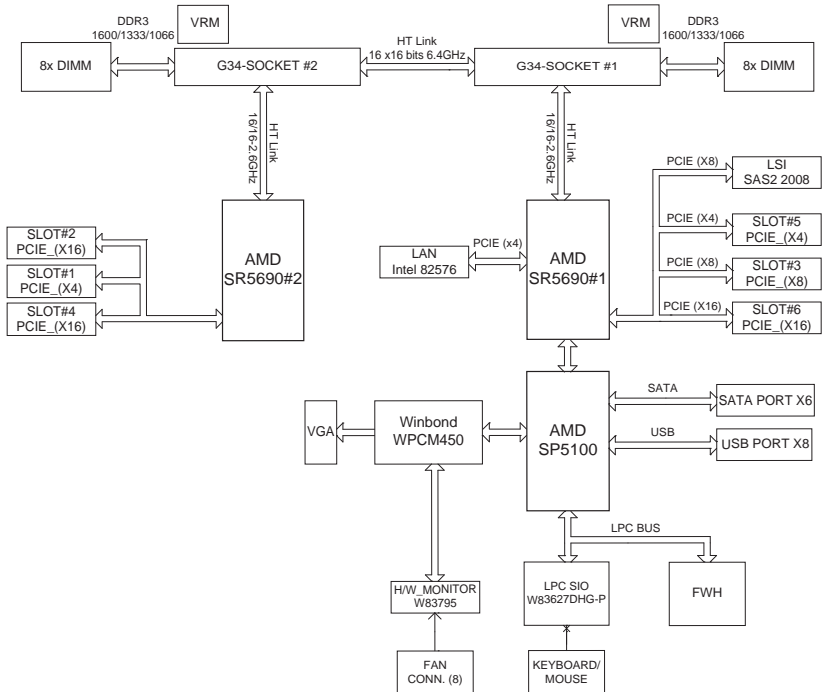 DDR3
1600/1333/1066
VRM
8x DIMM
G34-SOCKET #2
HT Link
16 x16 bits 6.4GHz
VRM
DDR3
1600/1333/1066
G34-SOCKET #1
8x DIMM
HT Link
16/16-2.6GHz
HT Link
16/16-2.6GHz
AMD
SR5690#2
SLOT#2
PCIE_(X16)
SLOT#1
PCIE_(X4)
SLOT#4
PCIE_(X16)
LAN
Intel 82576
PCIE (x4)
AMD
SR5690#1
PCIE (X8)
LSI
SAS2 2008
PCIE (X4)
SLOT#5
PCIE_(X4)
PCIE (X8)
SLOT#3
PCIE_(X8)
PCIE (X16)
SLOT#6
PCIE_(X16)
VGA
Winbond
WPCM450
AMD
SP5100
SATA
SATA PORT X6
USB
USB PORT X8
LPC BUS
H/W_MONITOR
W83795
LPC SIO
W83627DHG-P
FWH
FAN
CONN. (8)
KEYBOARD/
MOUSE